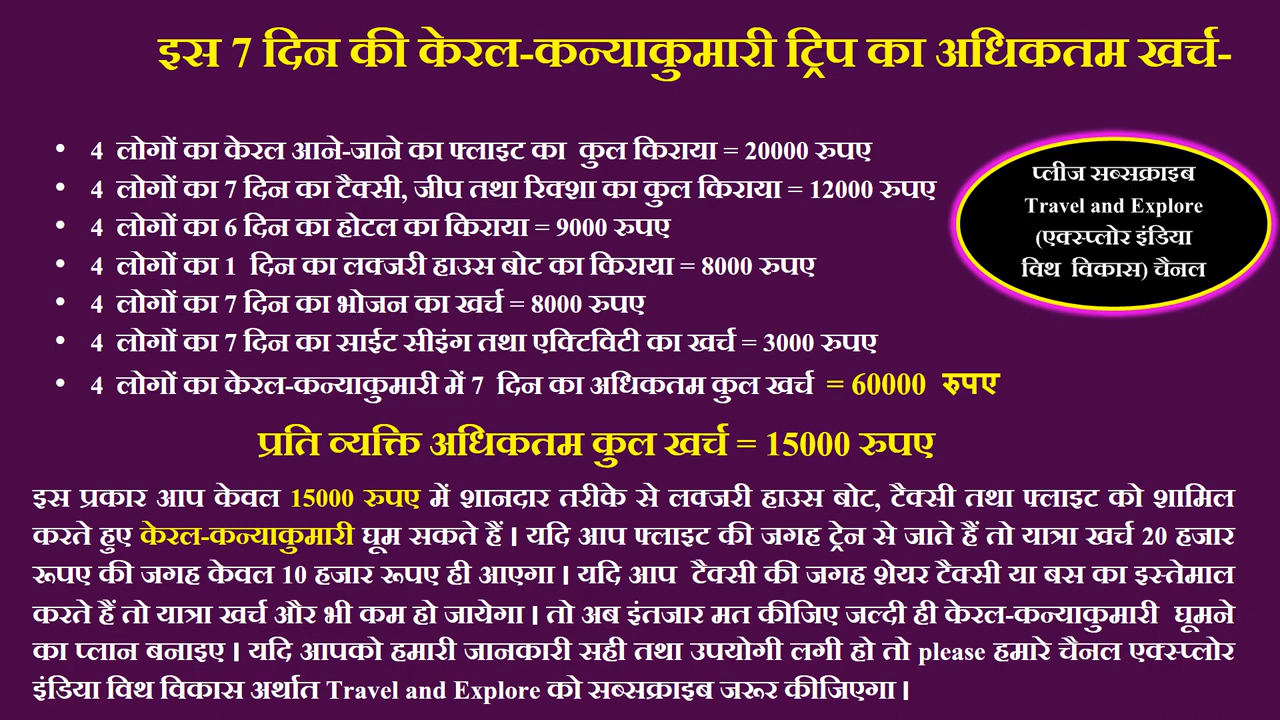 इस 7 दिन की केरल-कन्याकुमारी ट्रिप का अधिकतम खर्च-
• 4 लोगों का केरल आने-जाने का फ्लाइट का कुल किराया = 20000 रुपए
• 4 लोगों का 7 दिन का टैक्सी, जीप तथा रिक्शा का कुल किराया = 12000 रुपए
• 4 लोगों का 6 दिन का होटल का किराया = 9000 रुपए
• 4 लोगों का 1 दिन का लक्जरी हाउस बोट का किराया = 8000 रुपए
• 4 लोगों का 7 दिन का भोजन का खर्च = 8000 रुपए
• 4 लोगों का 7 दिन का साईट सीइंग तथा एक्टिविटी का खर्च = 3000 रुपए
• 4 लोगों का केरल-कन्याकुमारी में 7 दिन का अधिकतम कुल खर्च = 60000 रुपए
प्लीज सब्सक्राइब
Travel and Explore
(एक्स्प्लोर इंडिया
विथ विकास) चैनल
प्रति व्यक्ति अधिकतम कुल खर्च = 15000 रुपए
इस प्रकार आप केवल 15000 रुपए में शानदार तरीके से लक्जरी हाउस बोट, टैक्सी तथा फ्लाइट को शामिल
करते हुए केरल-कन्याकुमारी घूम सकते हैं। यदि आप फ्लाइट की जगह ट्रेन से जाते हैं तो यात्रा खर्च 20 हजार
रूपए की जगह केवल 10 हजार रूपए ही आएगा। यदि आप टैक्सी की जगह शेयर टैक्सी या बस का इस्तेमाल
करते हैं तो यात्रा खर्च और भी कम हो जायेगा। तो अब इंतजार मत कीजिए जल्दी ही केरल-कन्याकुमारी घूमने
का प्लान बनाइए। यदि आपको हमारी जानकारी सही तथा उपयोगी लगी हो तो please हमारे चैनल एक्स्प्लोर
इंडिया विथ विकास अर्थात Travel and Explore को सब्सक्राइब जरूर कीजिएगा।